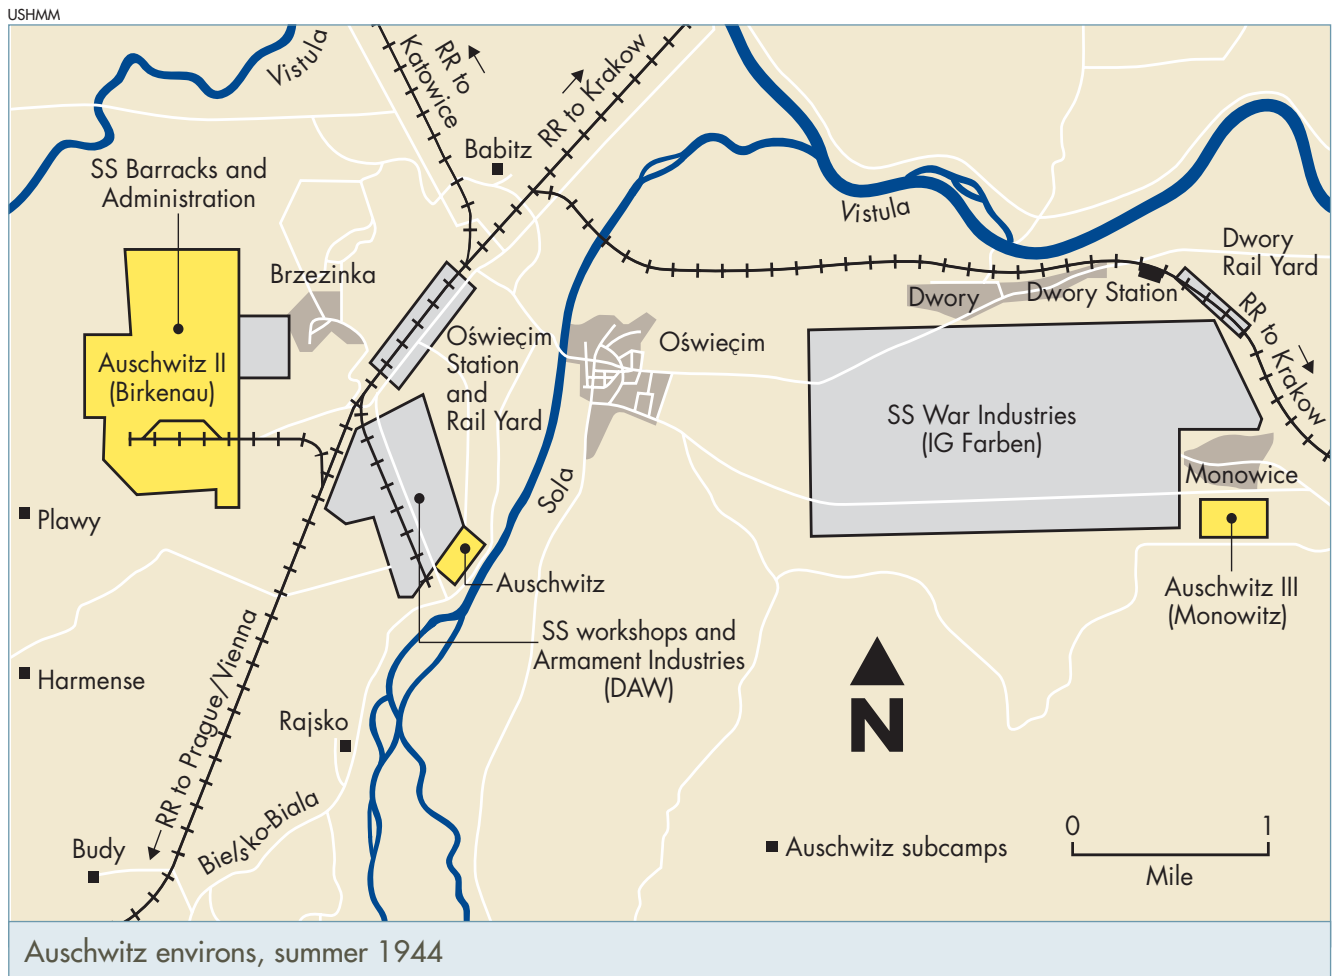 USHMM
Vistula
RR to
Katowice
RR to Krakow
Babitz
SS Barracks and
Administration
Vistula
Dwory
Rail Yard
Brzezinka
Dwory
Dwory Station
RR to Krakow
Oświęcim
Station
and
Rail Yard
Oświęcim
Auschwitz II
(Birkenau)
SS War Industries
(IG Farben)
Monowice
Sola
Plawy
Auschwitz
Auschwitz III
(Monowitz)
SS workshops and
Armament Industries
(DAW)
Harmense
RR to Prague/Vienna
Rajsko
N
Bielsko-Biala
Budy
Auschwitz subcamps
0 1
Mile
Auschwitz environs, summer 1944